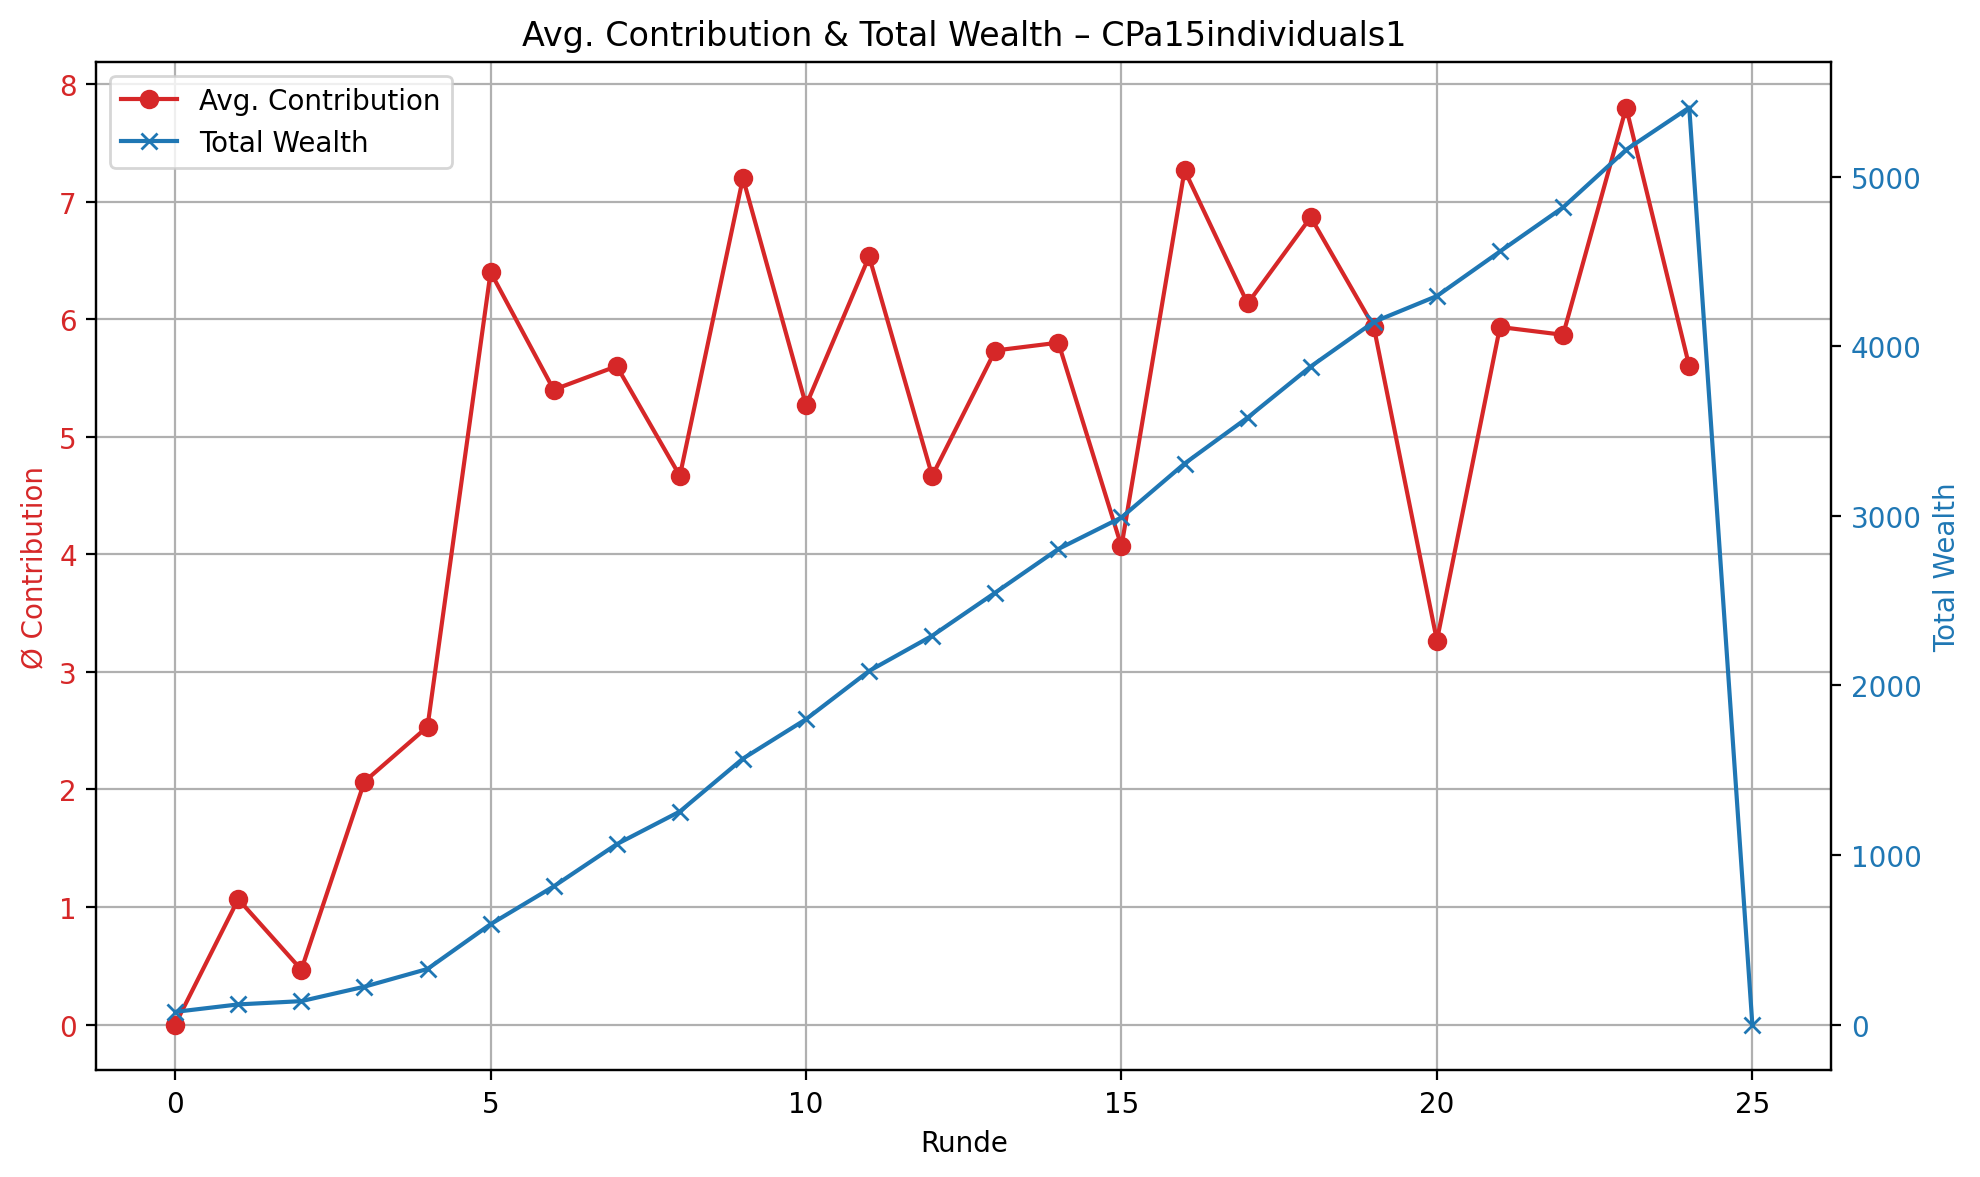 Avg. Contribution & Total Wealth – CPa15individuals1
Avg. Contribution
Total Wealth
8
7
6
5
4
3
2
1
0
Ø Contribution
5000
4000
3000
2000
1000
0
Total Wealth
0 5 10 15 20 25
Runde